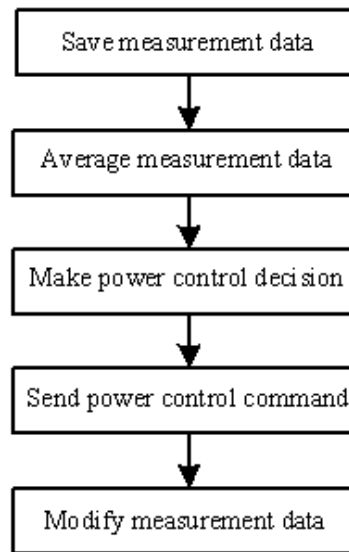 Save measurement data
Average measurement data
Make power control decision
Send power control command
Modify measurement data